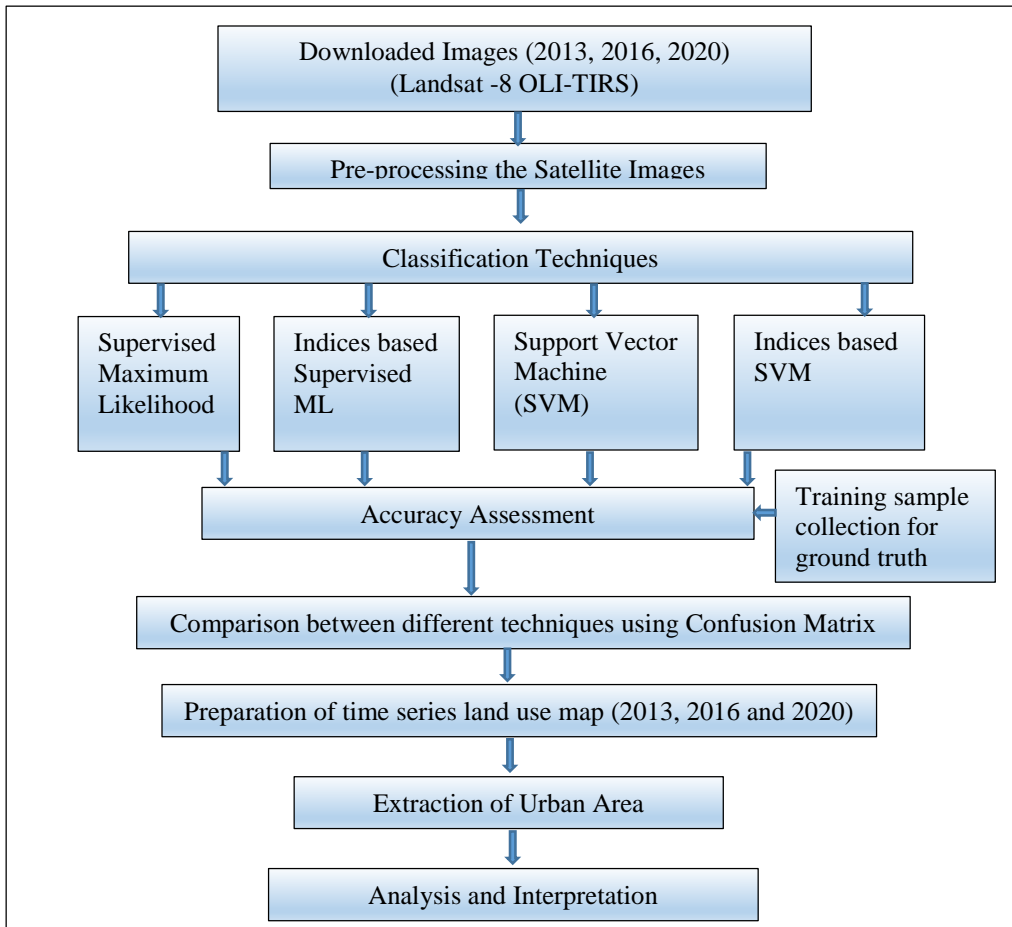 Downloaded Images (2013, 2016, 2020)
(Landsat -8 OLI-TIRS)
Pre-processing the Satellite Images
Classification Techniques
Supervised
Maximum
Likelihood
Indices based
Supervised
ML
Support Vector
Machine
(SVM)
Indices based
SVM
Accuracy Assessment
Training sample
collection for
ground truth
Comparison between different techniques using Confusion Matrix
Preparation of time series land use map (2013, 2016 and 2020)
Extraction of Urban Area
Analysis and Interpretation